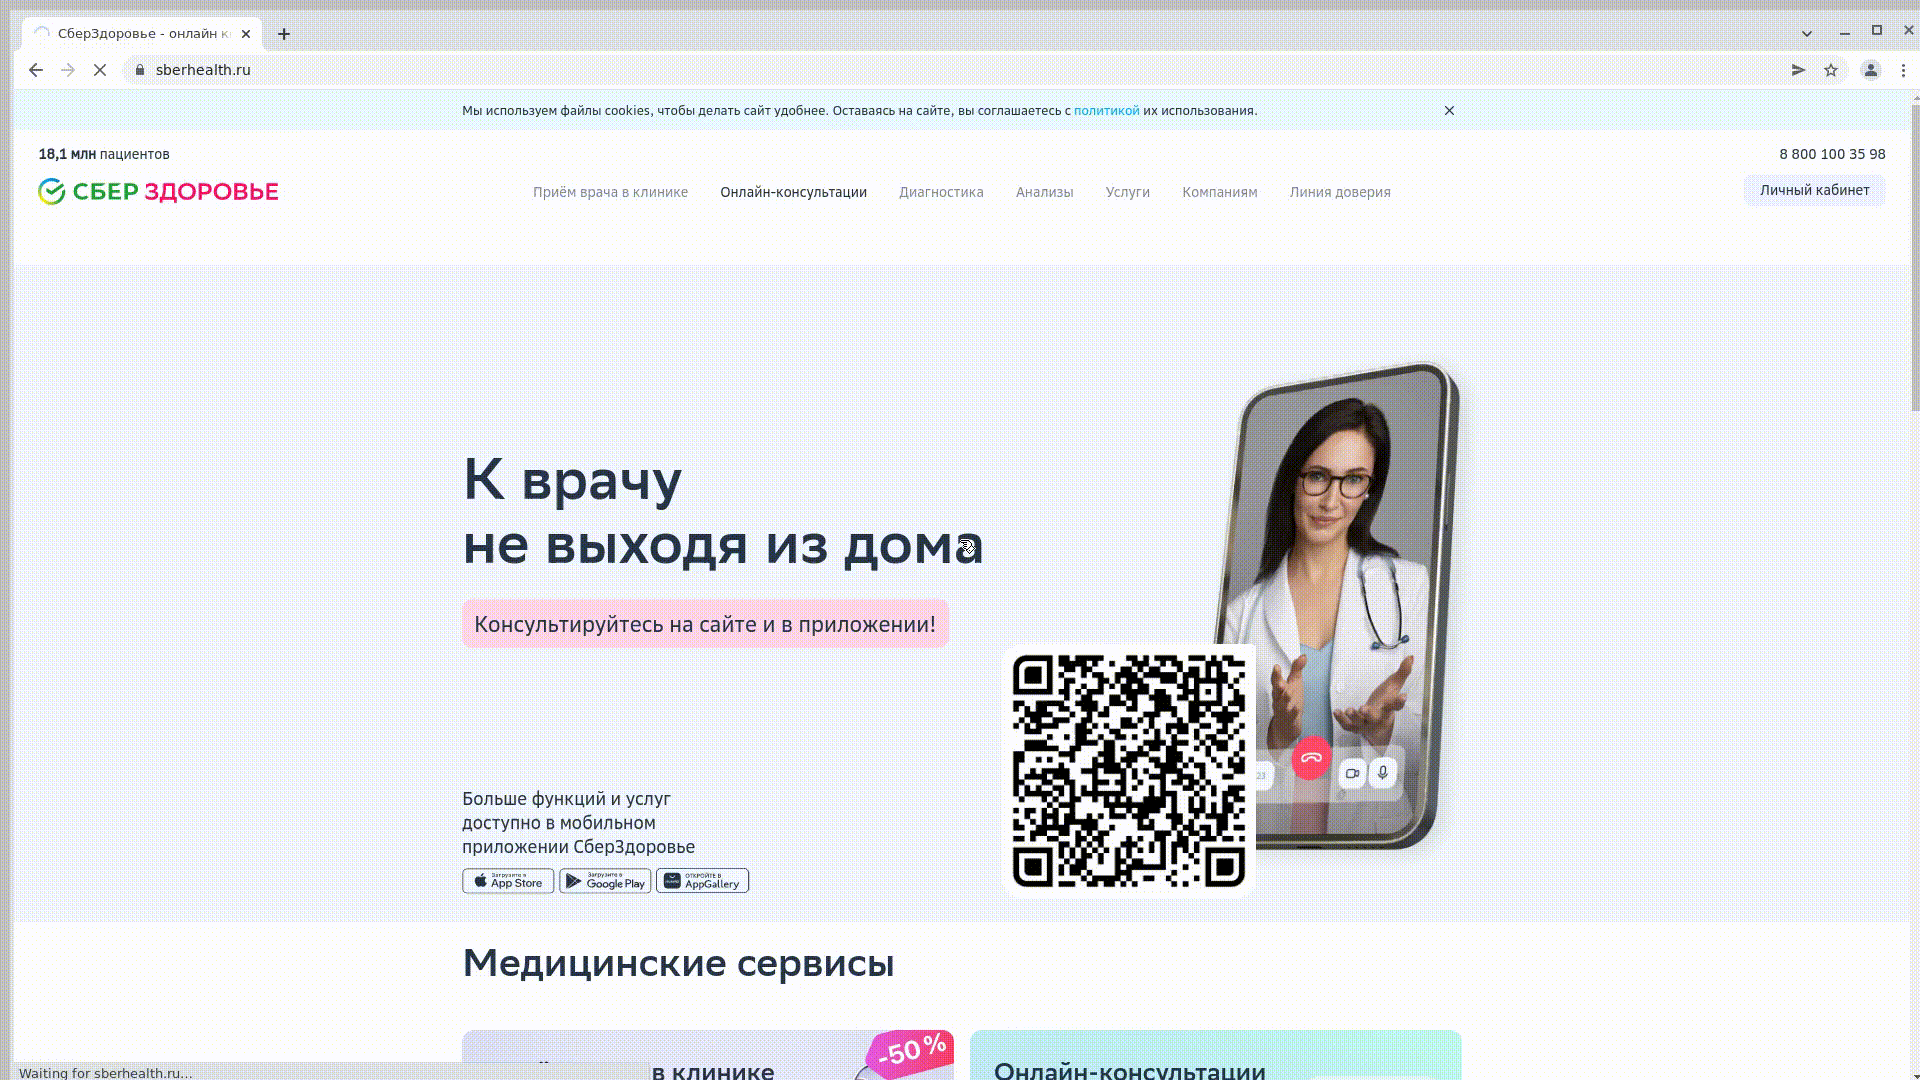 СберЗдоровье - онлайн
sberhealth.ru
Мы используем файлы cookies, чтобы делать сайт удобнее. Оставаясь на сайте, вы соглашаетесь с политикой их использования.
18,1 млн пациентов
8 800 100 35 98
СБЕР ЗДОРОВЬЕ
Приём врача в клинике
Онлайн-консультации
Диагностика
Анализы
Услуги
Компаниям
Линия доверия
Личный кабинет
К врачу
не выходя из дома
Консультируйтесь на сайте и в приложении!
23
Больше функций и услуг
доступно в мобильном
приложении СберЗдоровье
Загрузите в
App Store
Загрузите в
Google Play
ОТКРОЙТЕ В
AppGallery
Медицинские сервисы
-50%
в клинике
Онлайн-консультации
Waiting for sberhealth.ru...